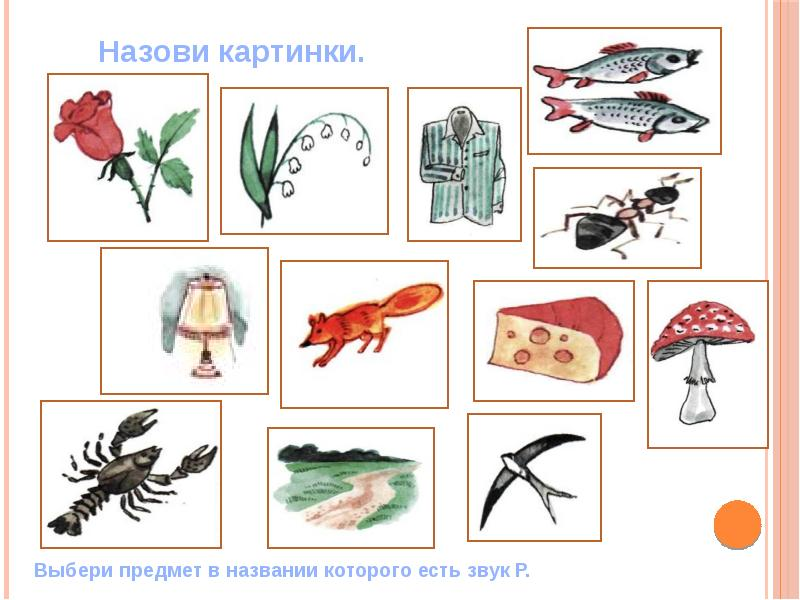 Назови картинки.
Выбери предмет в названии которого есть звук Р.